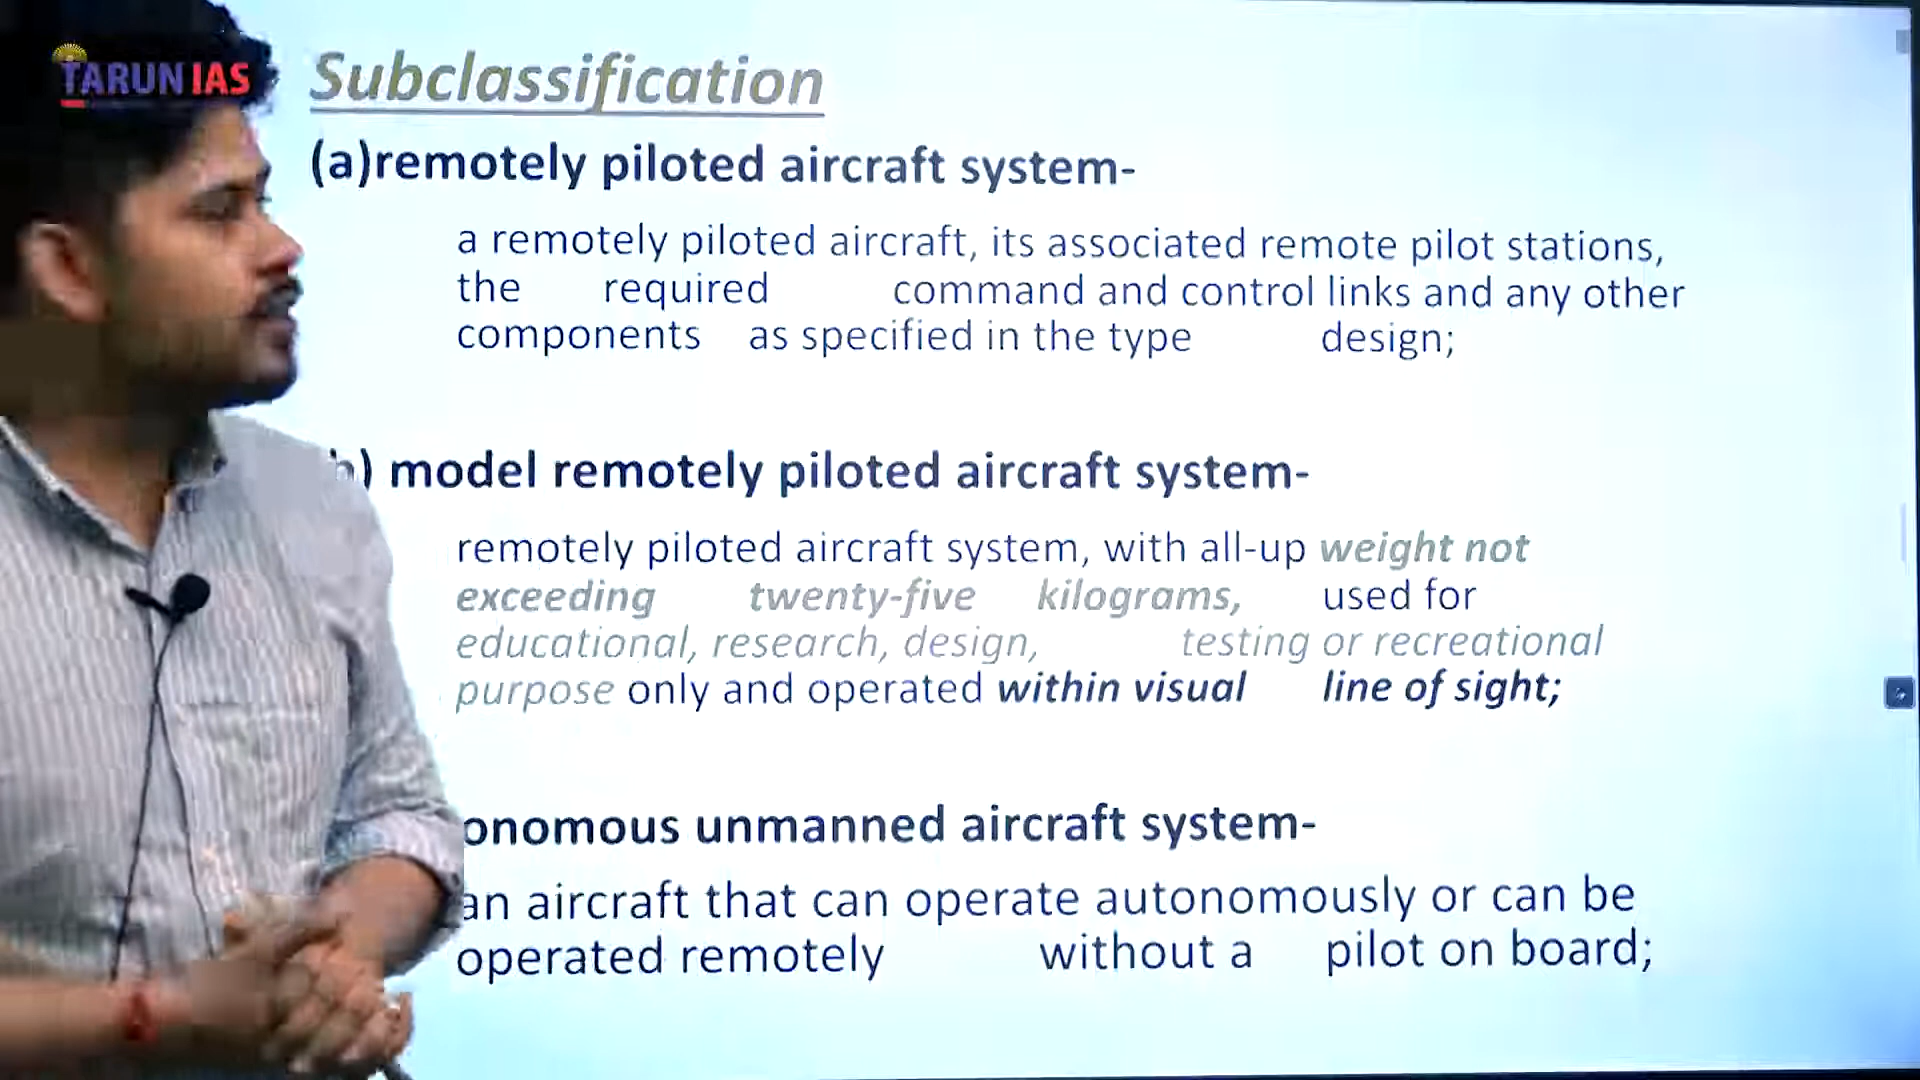 TARUN IAS
Subclassification
(a)remotely piloted aircraft system-
a remotely piloted aircraft, its associated remote pilot stations,
the required command and control links and any other
components as specified in the type design;
) model remotely piloted aircraft system-
remotely piloted aircraft system, with all-up weight not
exceeding twenty-five kilograms, used for
educational, research, design, testing or recreational
purpose only and operated within visual line of sight;
onomous unmanned aircraft system-
an aircraft that can operate autonomously or can be
operated remotely without a pilot on board;